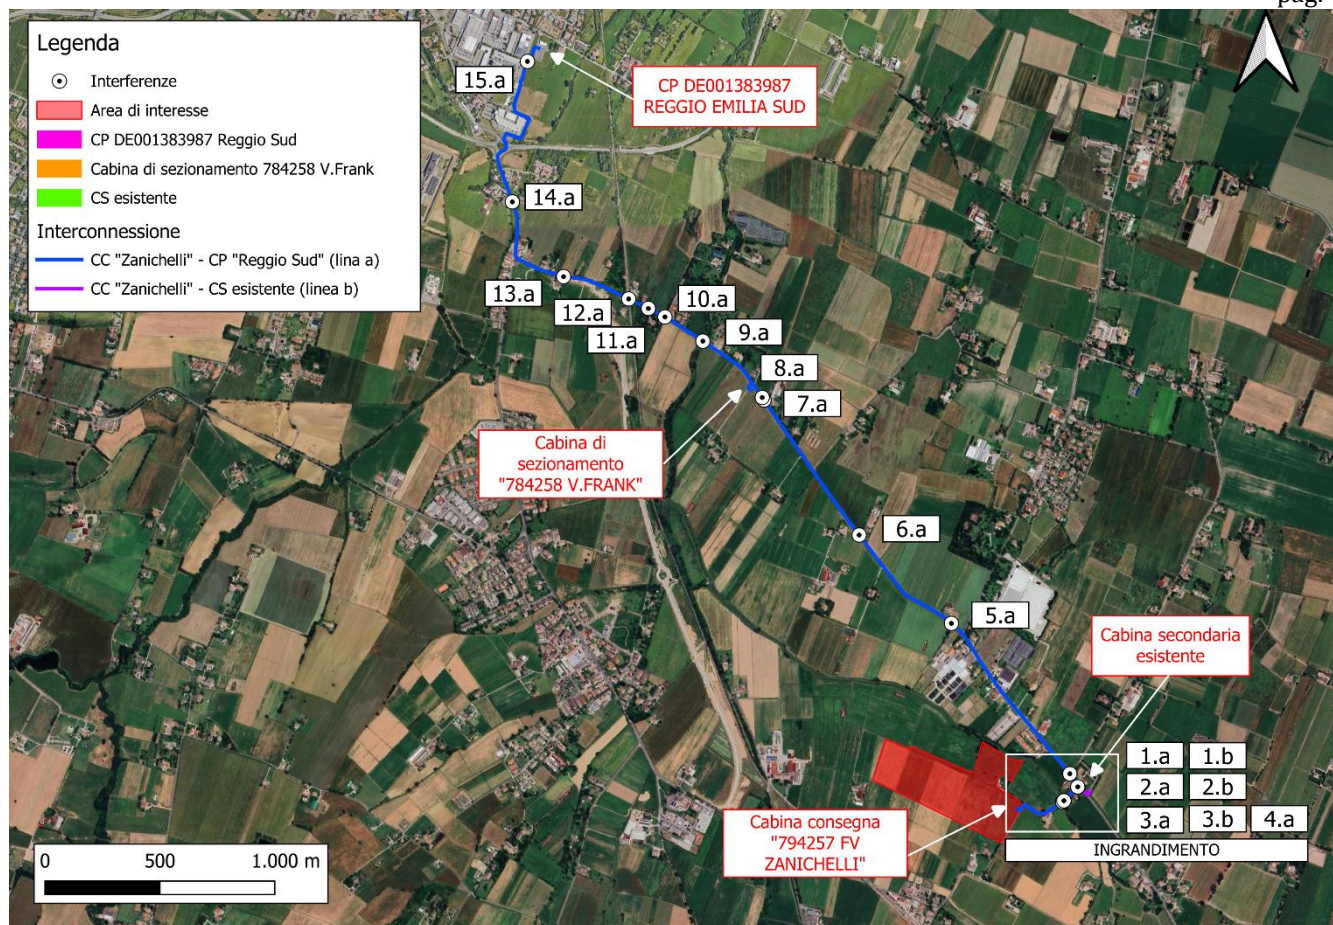 pag.
Legenda
Interferenze
Area di interesse
CP DE001383987 Reggio Sud
Cabina di sezionamento 784258 V.Frank
CS esistente
Interconnessione
CC "Zanichelli" - CP "Reggio Sud" (lina a)
CC "Zanichelli" - CS esistente (linea b)
15.a
CP DE001383987
REGGIO EMILIA SUD
14.a
13.a
12.a
11.a
10.a
9.a
8.a
7.a
Cabina di
sezionamento
"784258 V.FRANK"
6.a
5.a
Cabina secondaria
esistente
1.a 1.b
2.a 2.b
3.a 3.b 4.a
INGRANDIMENTO
Cabina consegna
"794257 FV
ZANICHELLI"
0 500 1.000 m